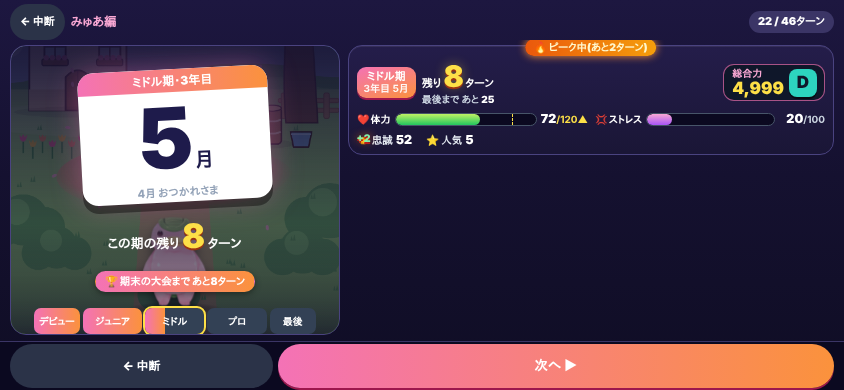 ← 中断
みゅあ編
22 / 46ターン
ミドル期・3年目
5月
4月 おつかれさま
この期の残り8ターン
🏆 期末の大会まであと8ターン
デビュー
ジュニア
ミドル
プロ
最後
🔥 ピーク中(あと2ターン)
ミドル期
3年目 5月
残り8ターン
最後まで あと 25
総合力
4,999
D
❤️体力 72/120▲
💢ストレス 20/100
+2 忠誠 52
⭐ 人気 5
← 中断
次へ ▶